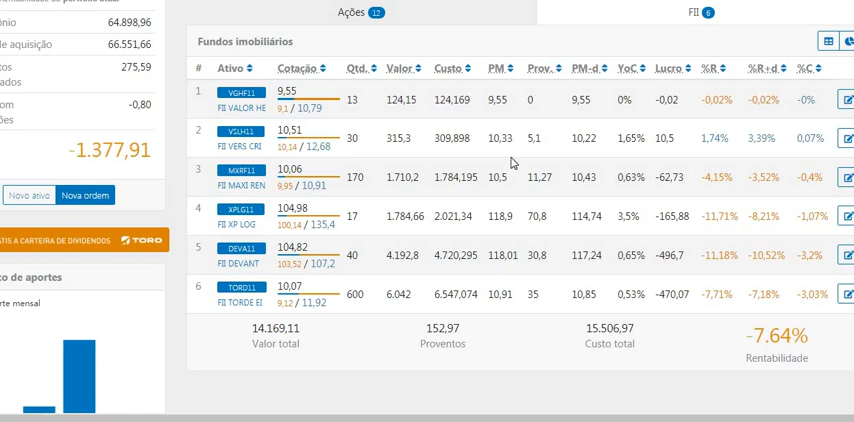 ônio 64.898,96
de aquisição 66.551,66
tos 275,59
ados
om -0,80
ções
-1.377,91
Novo ativo Nova ordem
ATIS A CARTEIRA DE DIVIDENDOS TORO
co de aportes
rte mensal
Ações 12 FII 6
Fundos imobiliários
# Ativo Cotação Qtd. Valor Custo PM Prov. PM-d YoC Lucro %R %R+d %C
1 VGHF11 9,55 13 124,15 124,169 9,55 0 9,55 0% -0,02 -0,02% -0,02% -0%
FII VALOR HE 9,1 / 10,79
2 VSLH11 10,51 30 315,3 309,898 10,33 5,1 10,22 1,65% 10,5 1,74% 3,39% 0,07%
FII VERS CRI 10,14 / 12,68
3 MXRF11 10,06 170 1.710,2 1.784,195 10,5 11,27 10,43 0,63% -62,73 -4,15% -3,52% -0,4%
FII MAXI REN 9,95 / 10,91
4 XPLG11 104,98 17 1.784,66 2.021,34 118,9 70,8 114,74 3,5% -165,88 -11,71% -8,21% -1,07%
FII XP LOG 100,14 / 135,4
5 DEVA11 104,82 40 4.192,8 4.720,295 118,01 30,8 117,24 0,65% -496,7 -11,18% -10,52% -3,2%
FII DEVANT 103,52 / 107,2
6 TORD11 10,07 600 6.042 6.547,074 10,91 35 10,85 0,53% -470,07 -7,71% -7,18% -3,03%
FII TORDE EI 9,12 / 11,92
14.169,11 152,97 15.506,97 -7.64%
Valor total Proventos Custo total Rentabilidade